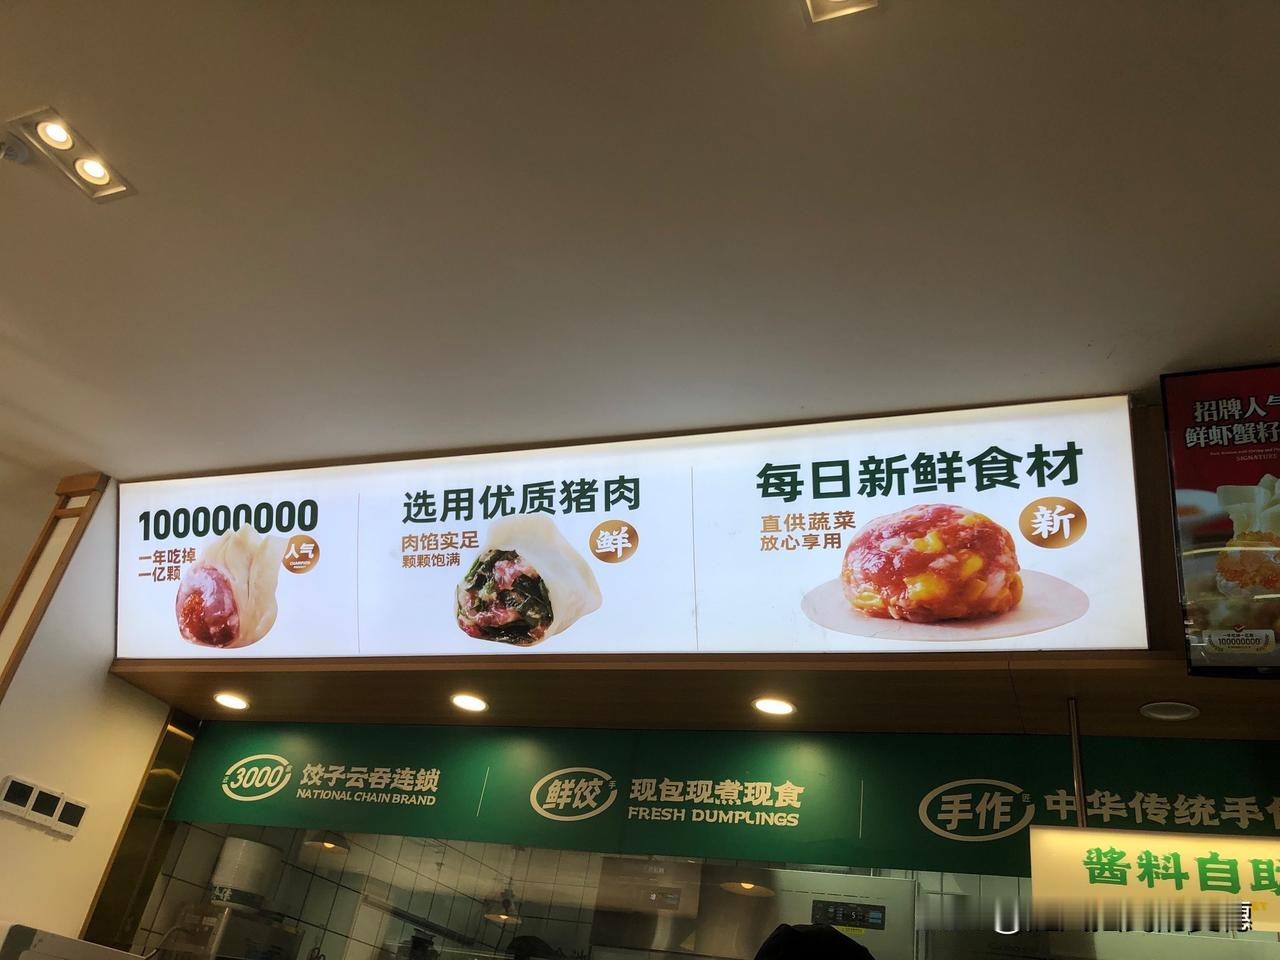 100000000
一年吃掉
一亿颗
人气
选用优质猪肉
肉馅实足
颗颗饱满
鲜
每日新鲜食材
直供蔬菜
放心享用
新
招牌人气
鲜虾蟹籽
SIGNATURE
100000000
3000
饺子云吞连锁
NATIONAL CHAIN BRAND
鲜饺
现包现煮现食
FRESH DUMPLINGS
手作
中华传统手
酱料自助